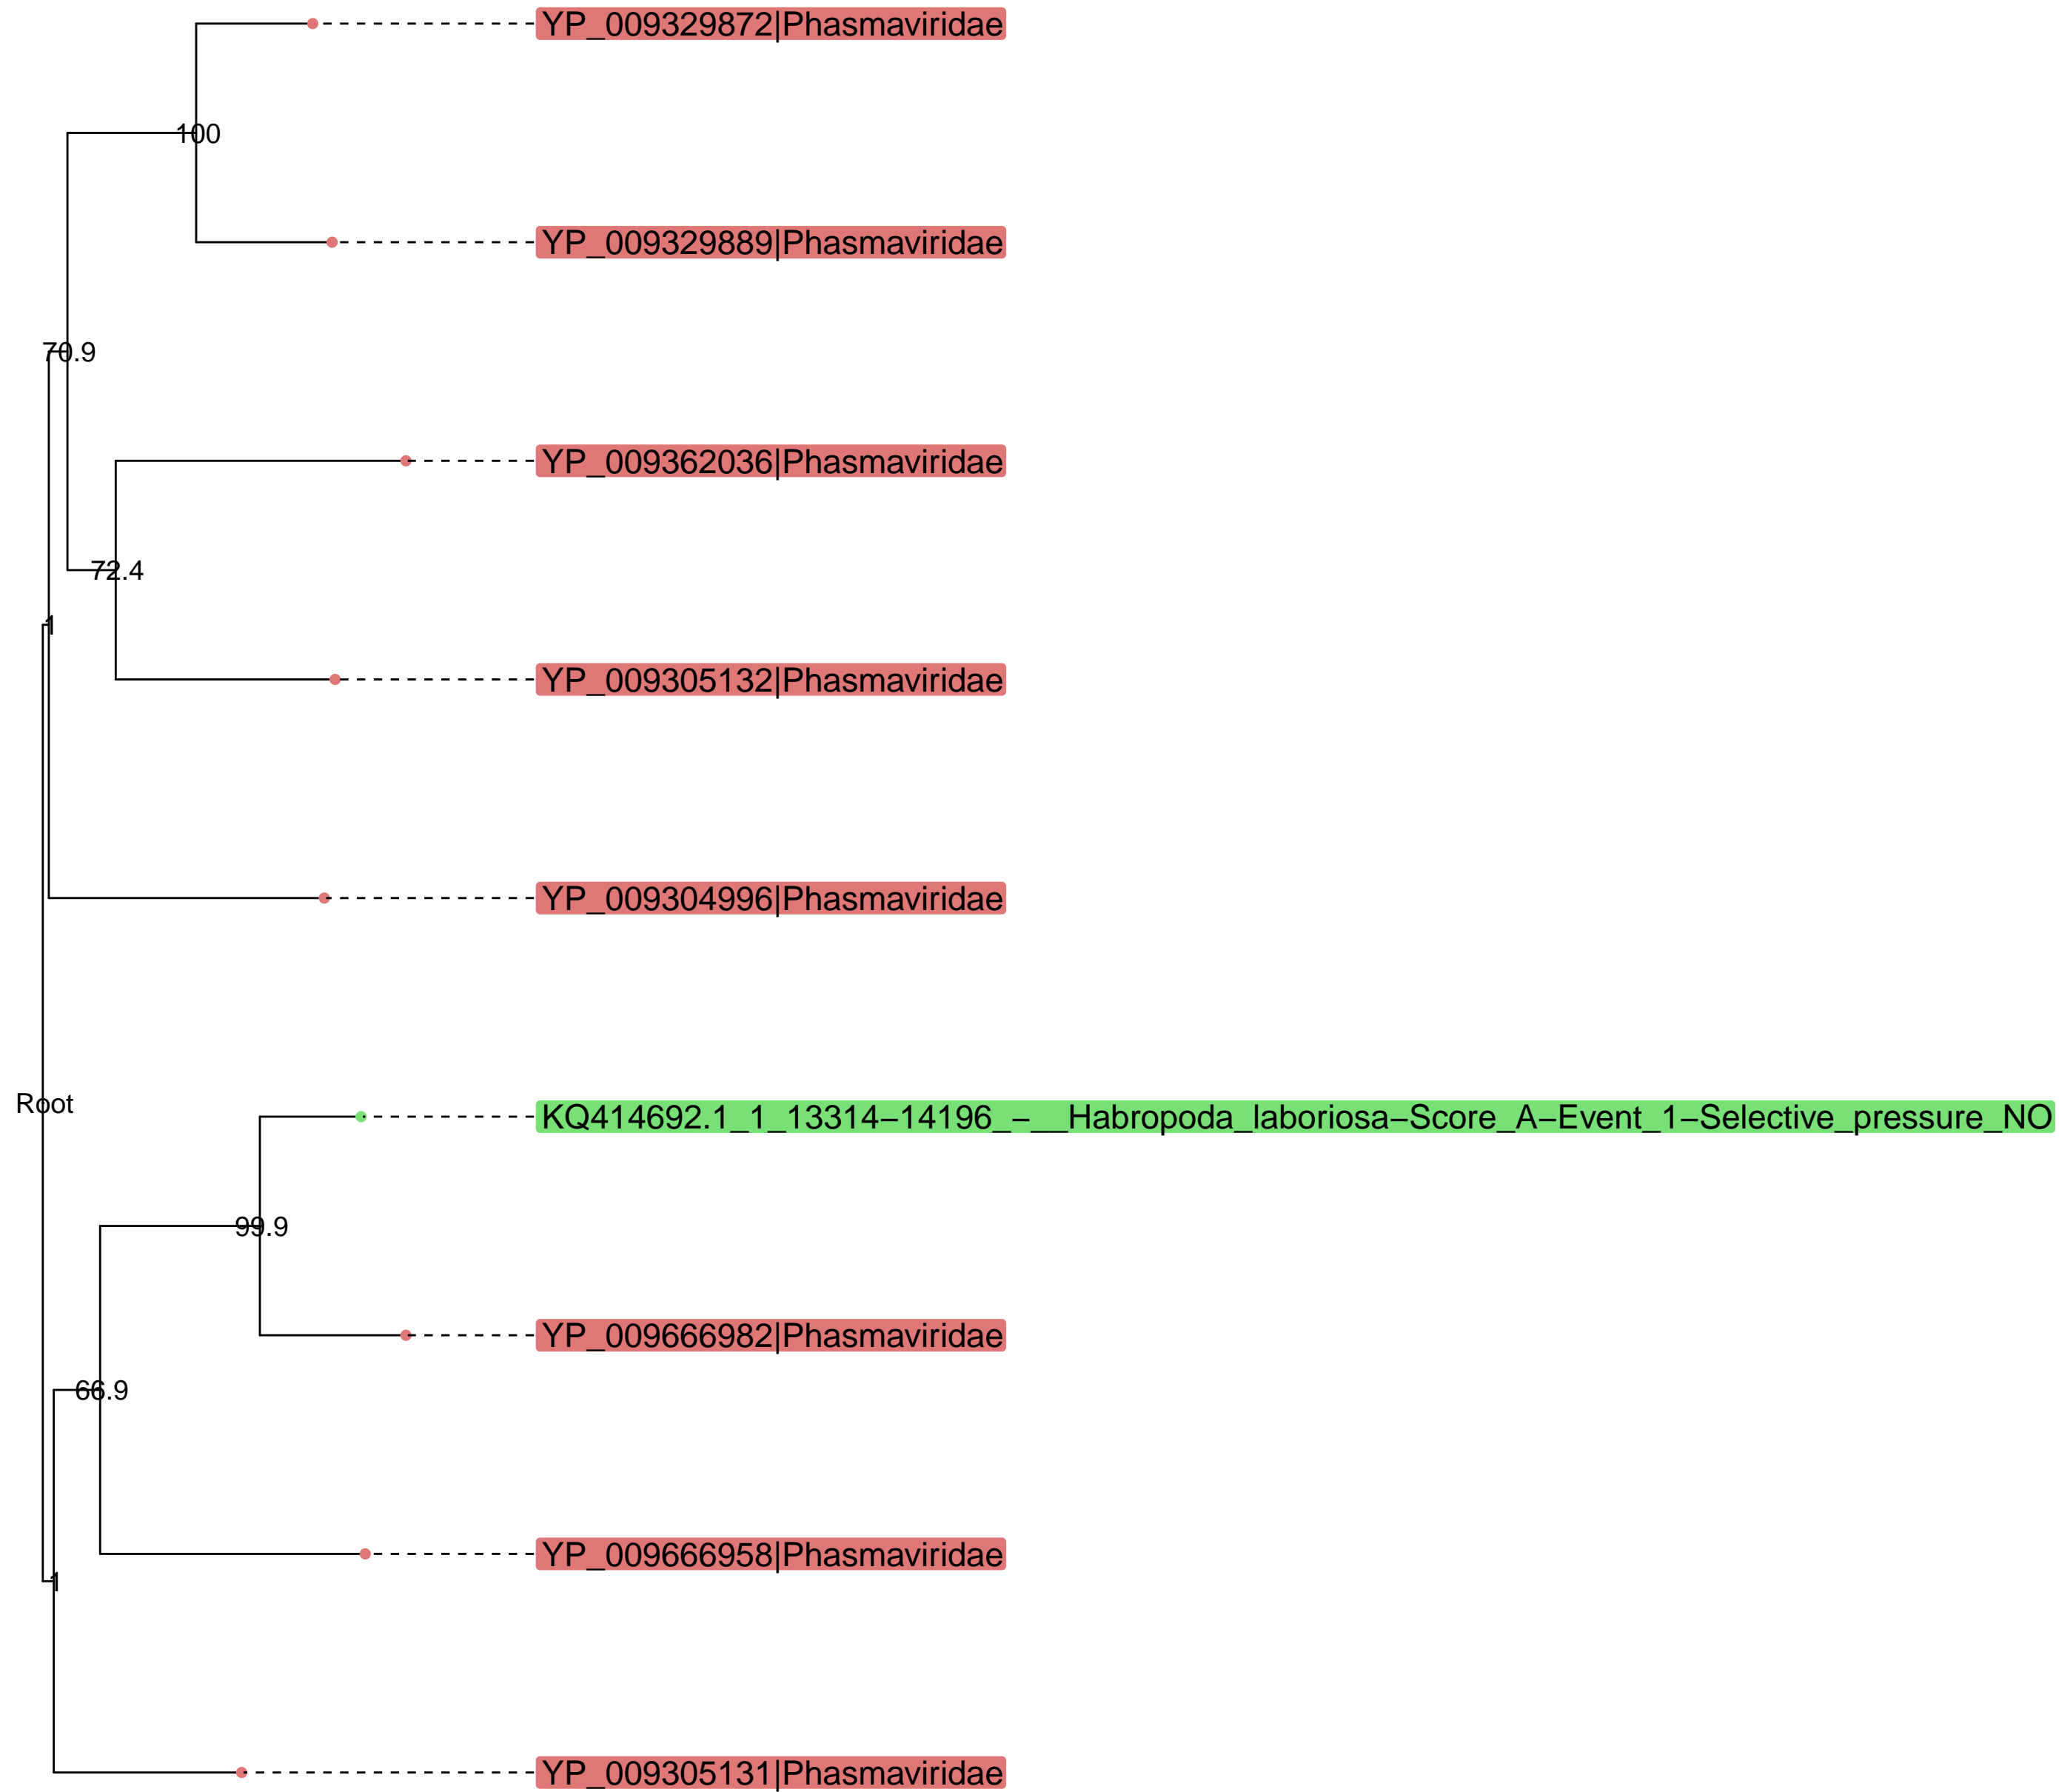 YP_009329872|Phasmaviridae
100
YP_009329889|Phasmaviridae
70.9
YP_009362036|Phasmaviridae
72.4
1
YP_009305132|Phasmaviridae
YP_009304996|Phasmaviridae
Root
KQ414692.1_1_13314−14196_−__Habropoda_laboriosa−Score_A−Event_1−Selective_pressure_NO
99.9
YP_009666982|Phasmaviridae
66.9
YP_009666958|Phasmaviridae
1
YP_009305131|Phasmaviridae